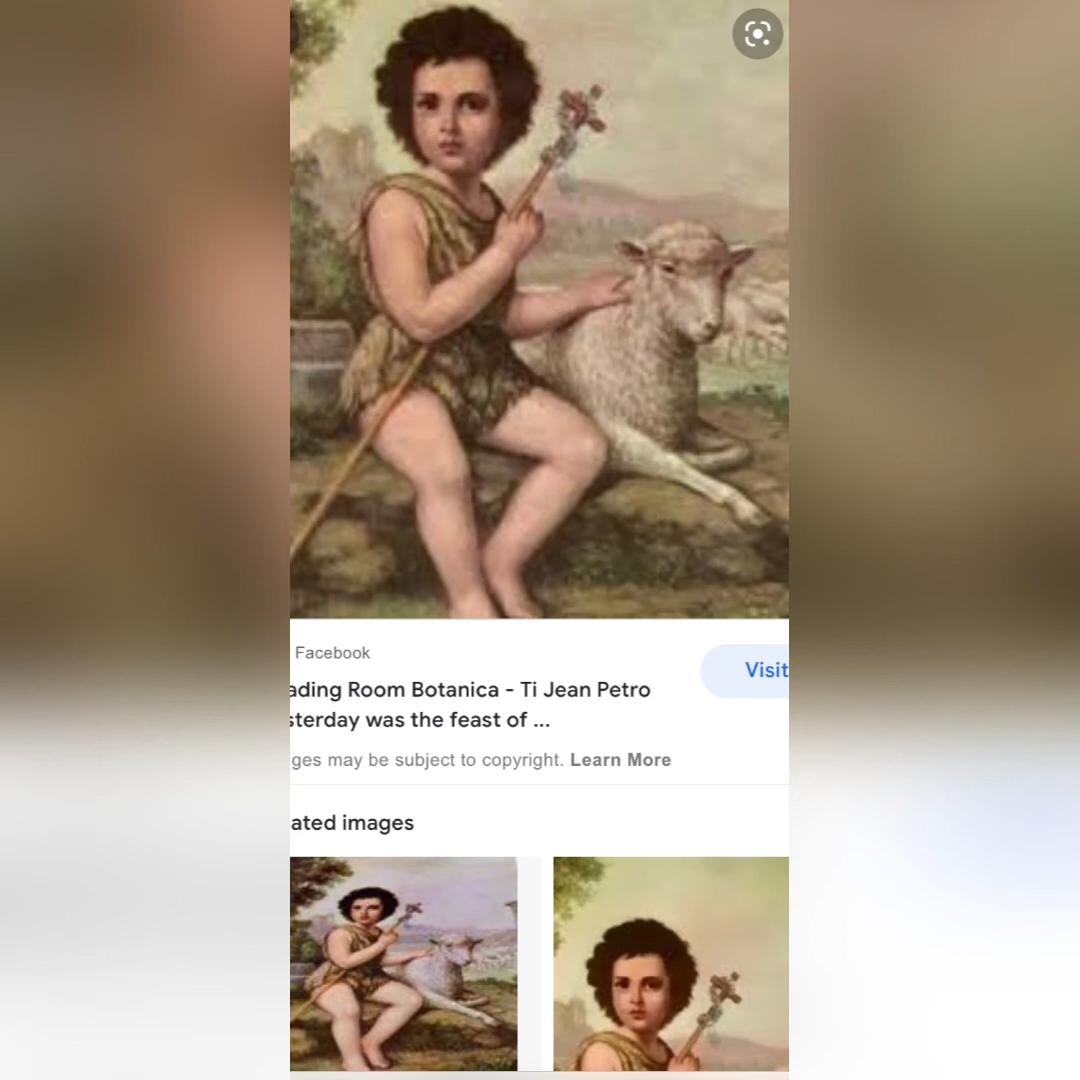 Facebook
Visit
ading Room Botanica - Ti Jean Petro
sterday was the feast of ...
ges may be subject to copyright. Learn More
ated images